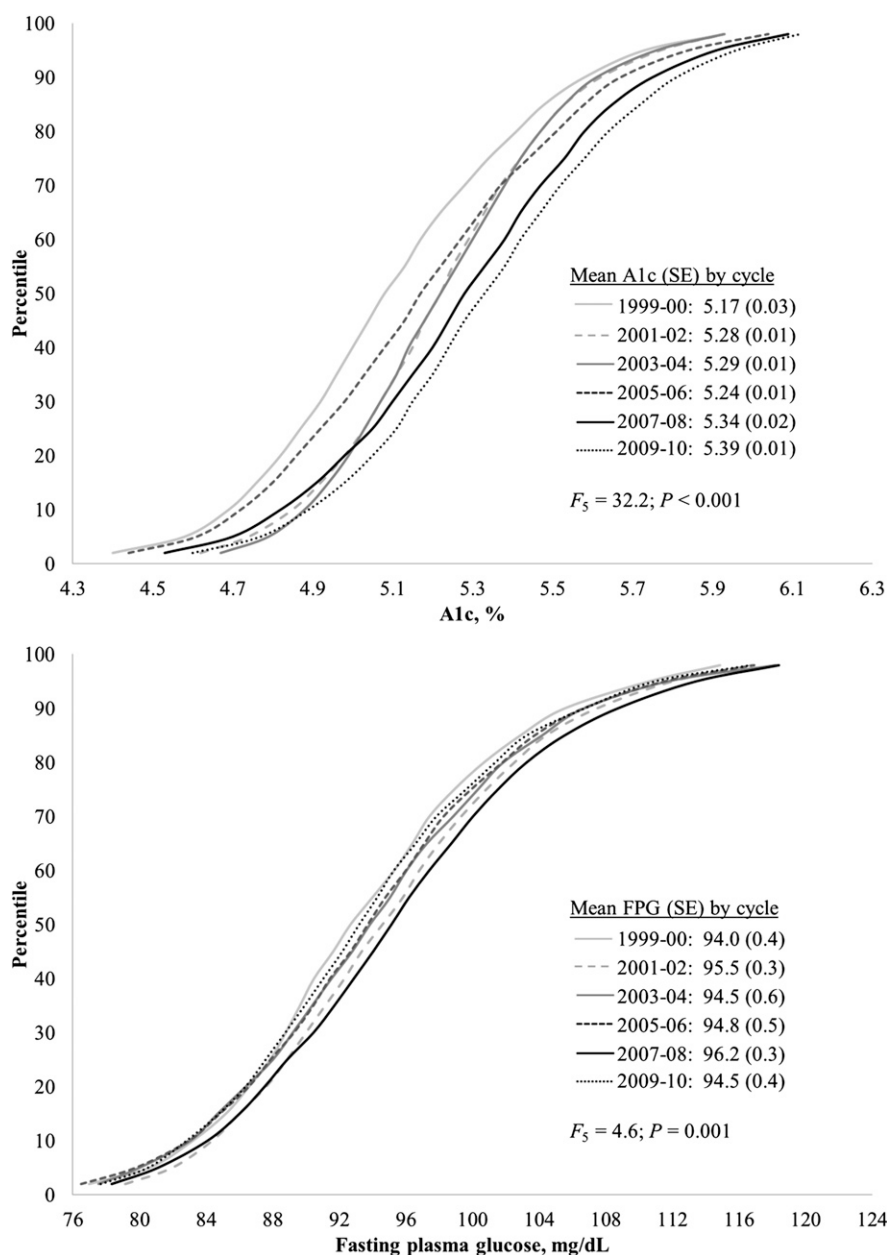 100
90
80
70
60
50
40
30
20
10
0
Percentile
4.3 4.5 4.7 4.9 5.1 5.3 5.5 5.7 5.9 6.1 6.3
A1c, %
Mean A1c (SE) by cycle
1999-00: 5.17 (0.03)
2001-02: 5.28 (0.01)
2003-04: 5.29 (0.01)
2005-06: 5.24 (0.01)
2007-08: 5.34 (0.02)
2009-10: 5.39 (0.01)
F5 = 32.2; P < 0.001
100
90
80
70
60
50
40
30
20
10
0
Percentile
76 80 84 88 92 96 100 104 108 112 116 120 124
Fasting plasma glucose, mg/dL
Mean FPG (SE) by cycle
1999-00: 94.0 (0.4)
2001-02: 95.5 (0.3)
2003-04: 94.5 (0.6)
2005-06: 94.8 (0.5)
2007-08: 96.2 (0.3)
2009-10: 94.5 (0.4)
F5 = 4.6; P = 0.001